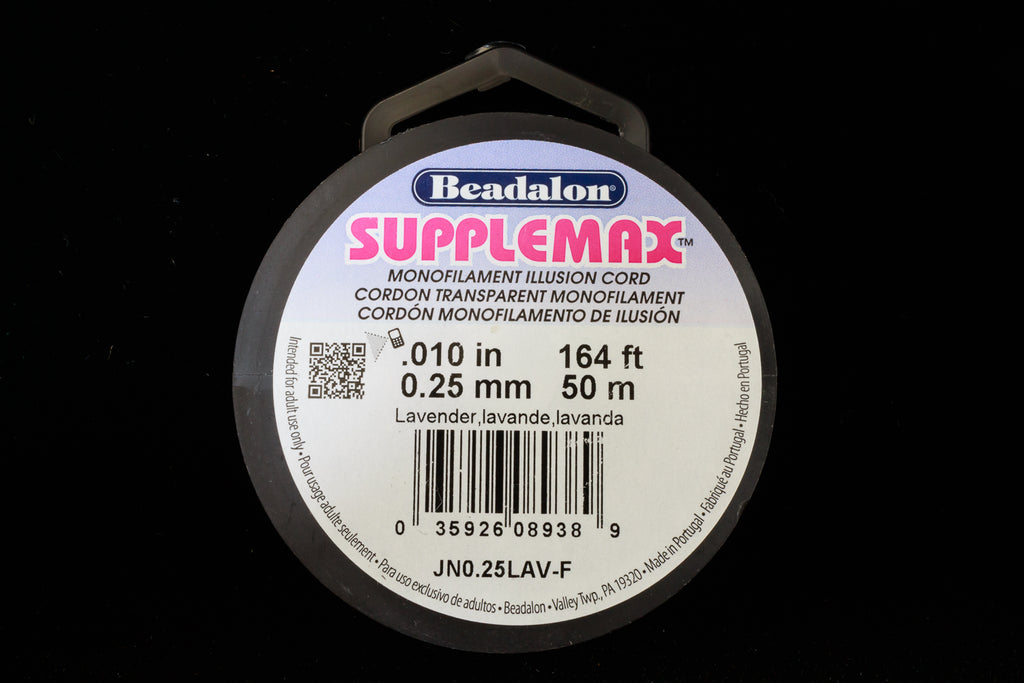 Beadalon®
SUPPLEMAX™
MONOFILAMENT ILLUSION CORD
CORDON TRANSPARENT MONOFILAMENT
CORDÓN MONOFILAMENTO DE ILUSIÓN
.010 in 164 ft
0.25 mm 50 m
Lavender,lavande,lavanda
0 35926 08938 9
JN0.25LAV-F
Intended for adult use only • Pour usage adulte seulement • Para uso exclusivo de adultos • Beadalon • Valley Twp., PA 19320 • Made in Portugal • Fabriqué au Portugal • Hecho en Portugal